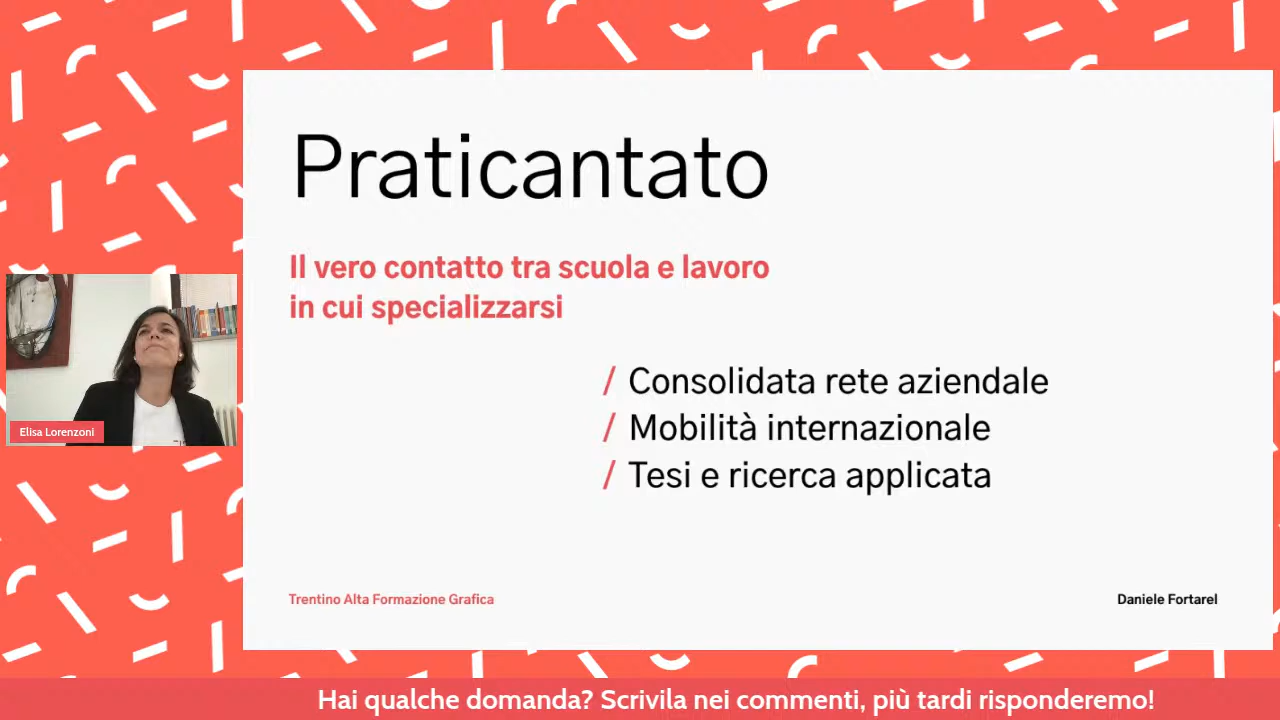 Praticantato
Il vero contatto tra scuola e lavoro
in cui specializzarsi
/ Consolidata rete aziendale
/ Mobilità internazionale
/ Tesi e ricerca applicata
Elisa Lorenzoni
Trentino Alta Formazione Grafica
Daniele Fortarel
Hai qualche domanda? Scrivila nei commenti, più tardi risponderemo!